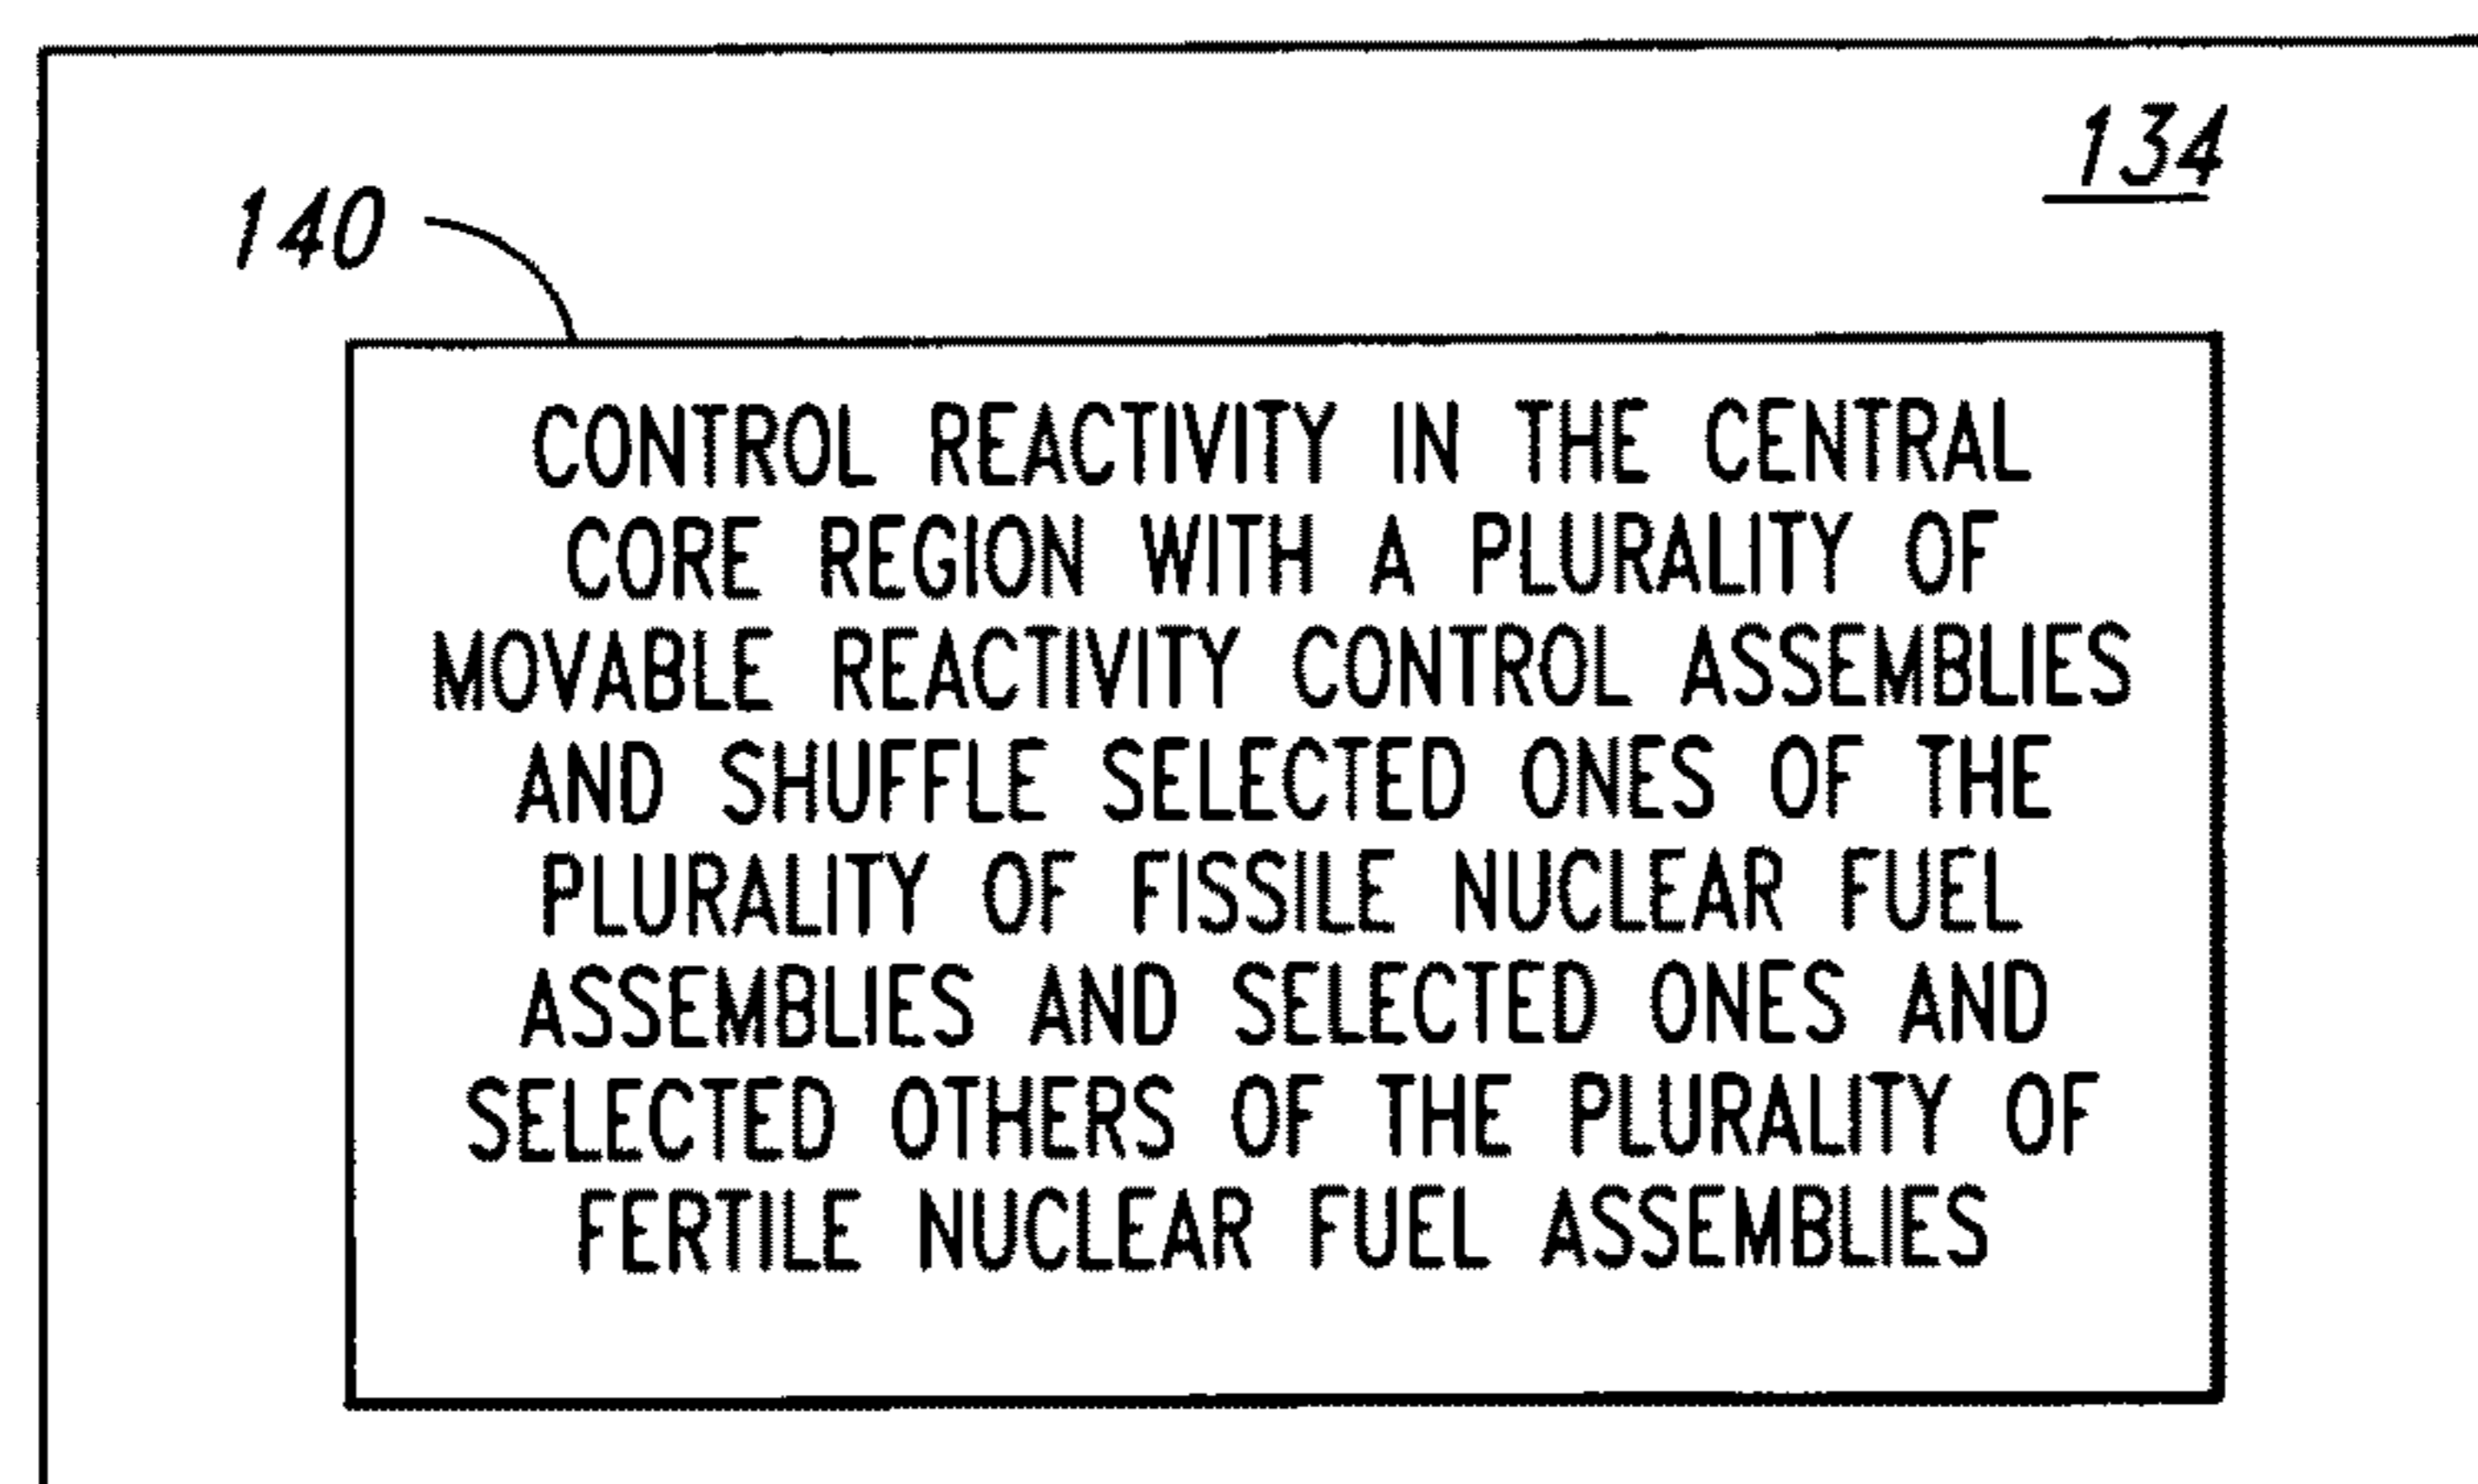 134
140
CONTROL REACTIVITY IN THE CENTRAL
CORE REGION WITH A PLURALITY OF
MOVABLE REACTIVITY CONTROL ASSEMBLIES
AND SHUFFLE SELECTED ONES OF THE
PLURALITY OF FISSILE NUCLEAR FUEL
ASSEMBLIES AND SELECTED ONES AND
SELECTED OTHERS OF THE PLURALITY OF
FERTILE NUCLEAR FUEL ASSEMBLIES